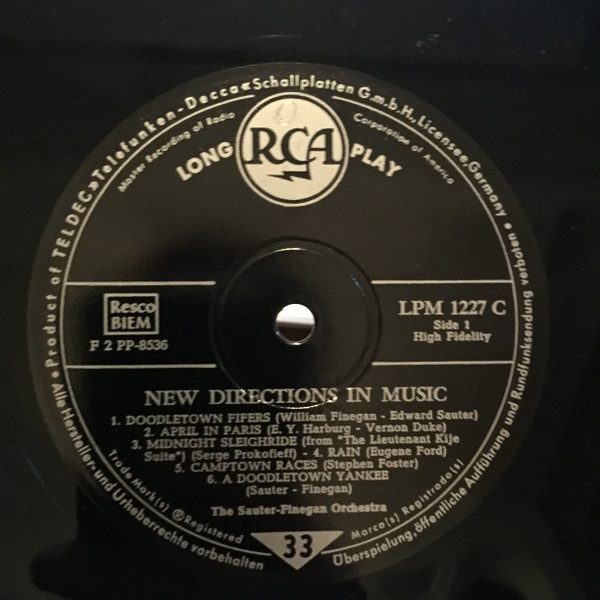 Product of TELDEC »Telefunken-Decca« Schallplatten G.m.b.H., Licensee, Germany
Master Recording of Radio Corporation of America
LONG RCA PLAY
Resco
BIEM
F 2 PP-8536
LPM 1227 C
Side 1
High Fidelity
NEW DIRECTIONS IN MUSIC
1. DOODLETOWN FIFERS (William Finegan - Edward Sauter)
2. APRIL IN PARIS (E. Y. Harburg - Vernon Duke)
3. MIDNIGHT SLEIGHRIDE (from "The Lieutenant Kije
Suite") (Serge Prokofieff) - 4. RAIN (Eugene Ford)
5. CAMPTOWN RACES (Stephen Foster)
6. A DOODLETOWN YANKEE
(Sauter - Finegan)
The Sauter-Finegan Orchestra
Trade Mark(s) ®Registered
Marca(s) Registrada(s)
33
Alle Hersteller- und Urheberrechte vorbehalten
Überspielung, öffentliche Aufführung und Rundfunksendung verboten